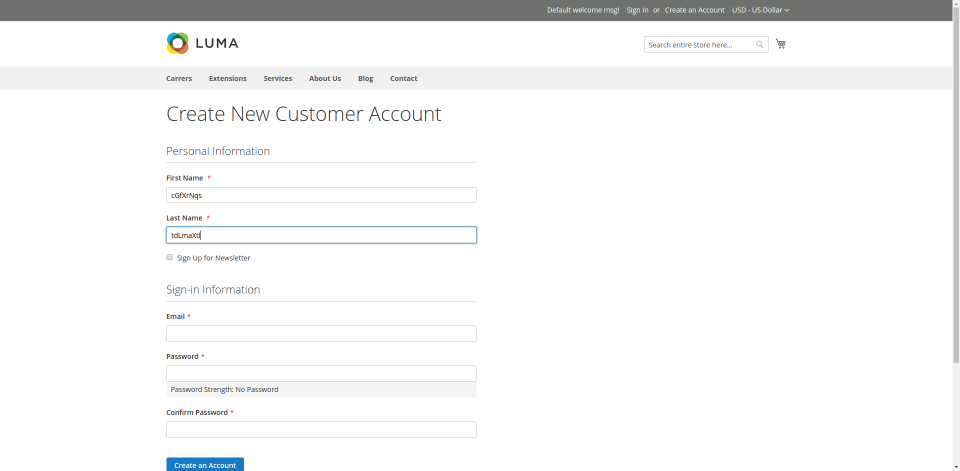 Default welcome msg! Sign In or Create an Account USD - US Dollar
LUMA
Search entire store here...
Carrers Extensions Services About Us Blog Contact
Create New Customer Account
Personal Information
First Name *
cGfXrNqs
Last Name *
Sign Up for Newsletter
Sign-in Information
Email *
Password *
Password Strength: No Password
Confirm Password *
Create an Account